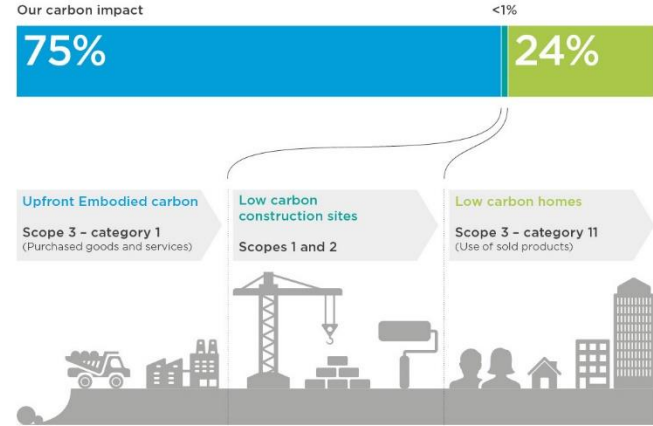 Our carbon impact
<1%
75%
24%
Upfront Embodied carbon
Scope 3 – category 1
(Purchased goods and services)
Low carbon
construction sites
Scopes 1 and 2
Low carbon homes
Scope 3 – category 11
(Use of sold products)